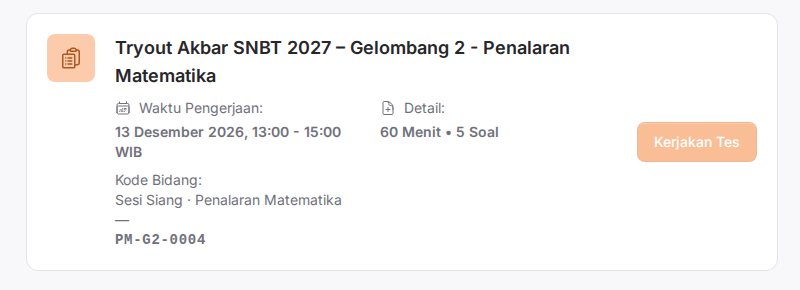 Tryout Akbar SNBT 2027 – Gelombang 2 - Penalaran
Matematika
Waktu Pengerjaan:
13 Desember 2026, 13:00 - 15:00
WIB
Detail:
60 Menit • 5 Soal
Kode Bidang:
Sesi Siang · Penalaran Matematika
—
PM-G2-0004
Kerjakan Tes